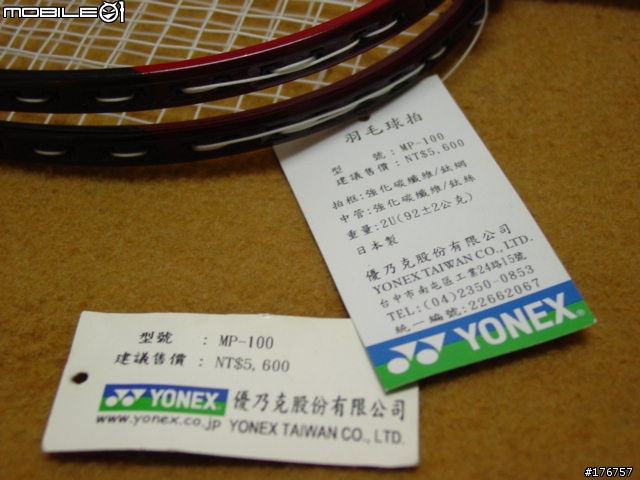 MOBILE01
羽毛球拍
型　　號：MP-100
建議售價：NT$5,600
拍框：強化碳纖維/鈦網
中管：強化碳纖維/鈦絲
重量：2U(92±2公克)
日本製
優乃克股份有限公司
YONEX TAIWAN CO., LTD.
台中市南屯區工業24路15號
TEL:(04)2350-0853
統一編號:22662067
YONEX®
型號　：MP-100
建議售價：NT$5,600
YONEX® 優乃克股份有限公司
www.yonex.co.jp YONEX TAIWAN CO., LTD.
#176757